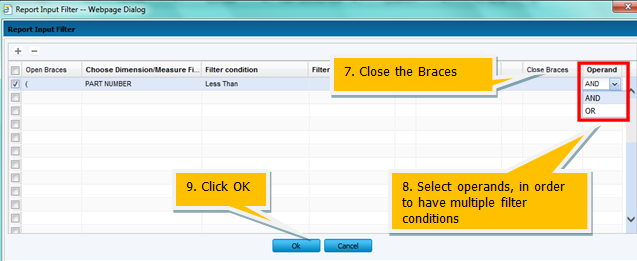 Report Input Filter -- Webpage Dialog
Report Input Filter
Open Braces Choose Dimension/Measure Fi... Filter condition Filter Close Braces Operand
( PART NUMBER Less Than AND
AND
OR
7. Close the Braces
8. Select operands, in order
to have multiple filter
conditions
9. Click OK
Ok Cancel